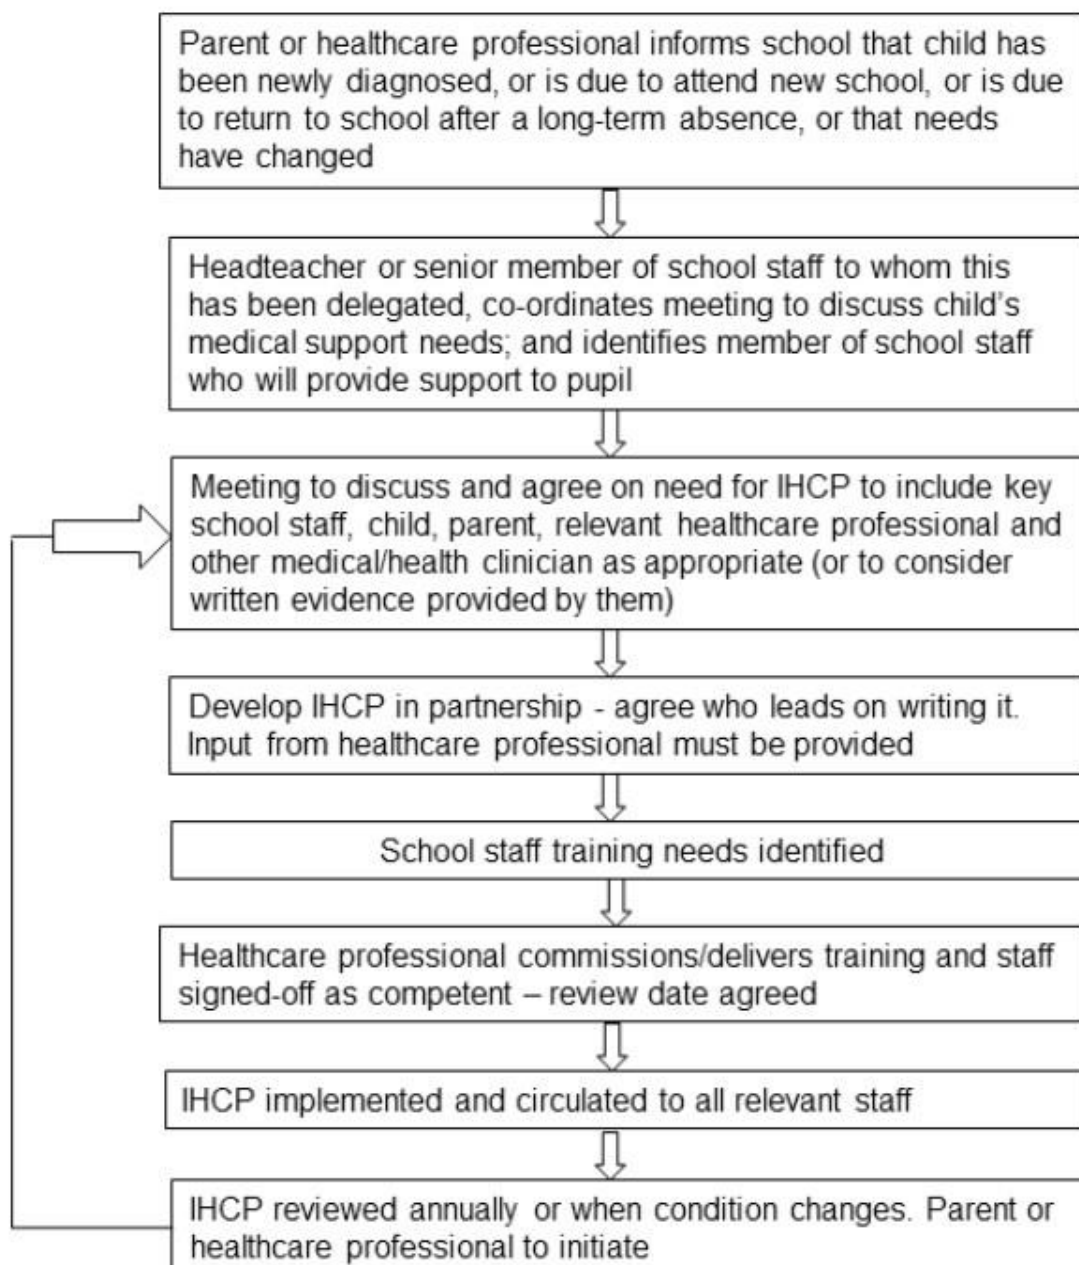 Parent or healthcare professional informs school that child has
been newly diagnosed, or is due to attend new school, or is due
to return to school after a long-term absence, or that needs
have changed
Headteacher or senior member of school staff to whom this
has been delegated, co-ordinates meeting to discuss child's
medical support needs; and identifies member of school staff
who will provide support to pupil
Meeting to discuss and agree on need for IHCP to include key
school staff, child, parent, relevant healthcare professional and
other medical/health clinician as appropriate (or to consider
written evidence provided by them)
Develop IHCP in partnership - agree who leads on writing it.
Input from healthcare professional must be provided
School staff training needs identified
Healthcare professional commissions/delivers training and staff
signed-off as competent – review date agreed
IHCP implemented and circulated to all relevant staff
IHCP reviewed annually or when condition changes. Parent or
healthcare professional to initiate